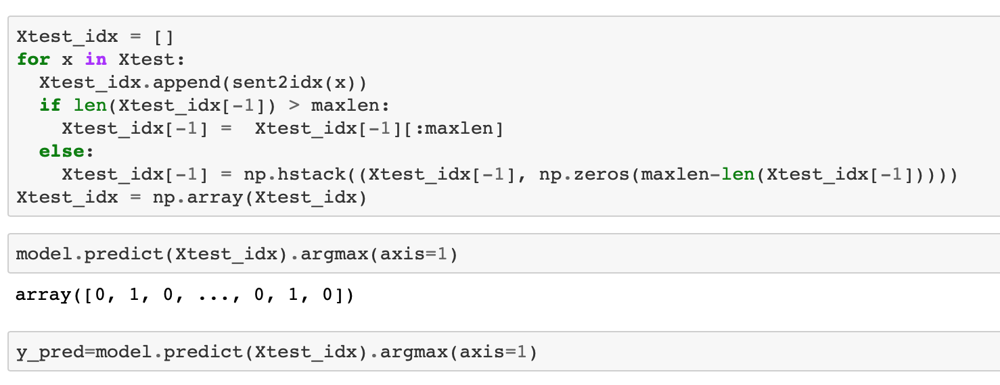 Xtest_idx = []
for x in Xtest:
  Xtest_idx.append(sent2idx(x))
  if len(Xtest_idx[-1]) > maxlen:
    Xtest_idx[-1] =  Xtest_idx[-1][:maxlen]
  else:
    Xtest_idx[-1] = np.hstack((Xtest_idx[-1], np.zeros(maxlen-len(Xtest_idx[-1]))))
Xtest_idx = np.array(Xtest_idx)
model.predict(Xtest_idx).argmax(axis=1)
array([0, 1, 0, ..., 0, 1, 0])
y_pred=model.predict(Xtest_idx).argmax(axis=1)